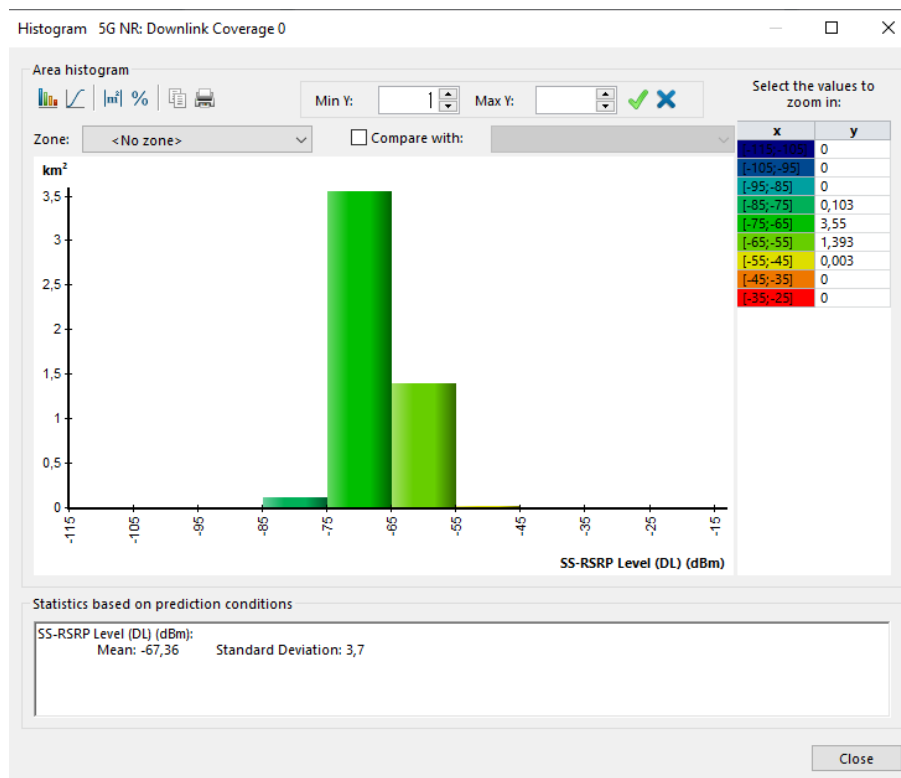 Histogram 5G NR: Downlink Coverage 0
Area histogram
|m²| %
Min Y: 1 Max Y:
Select the values to
zoom in:
Zone: <No zone> Compare with:
x y
[-115;-105] 0
[-105;-95] 0
[-95;-85] 0
[-85;-75] 0,103
[-75;-65] 3,55
[-65;-55] 1,393
[-55;-45] 0,003
[-45;-35] 0
[-35;-25] 0
km²
3,5
3
2,5
2
1,5
1
0,5
0
-115 -105 -95 -85 -75 -65 -55 -45 -35 -25 -15
SS-RSRP Level (DL) (dBm)
Statistics based on prediction conditions
SS-RSRP Level (DL) (dBm):
Mean: -67,36 Standard Deviation: 3,7
Close